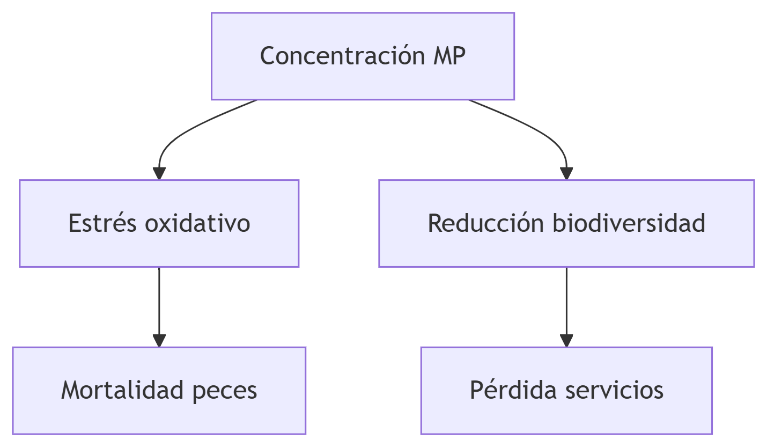 Concentración MP
Estrés oxidativo
Reducción biodiversidad
Mortalidad peces
Pérdida servicios